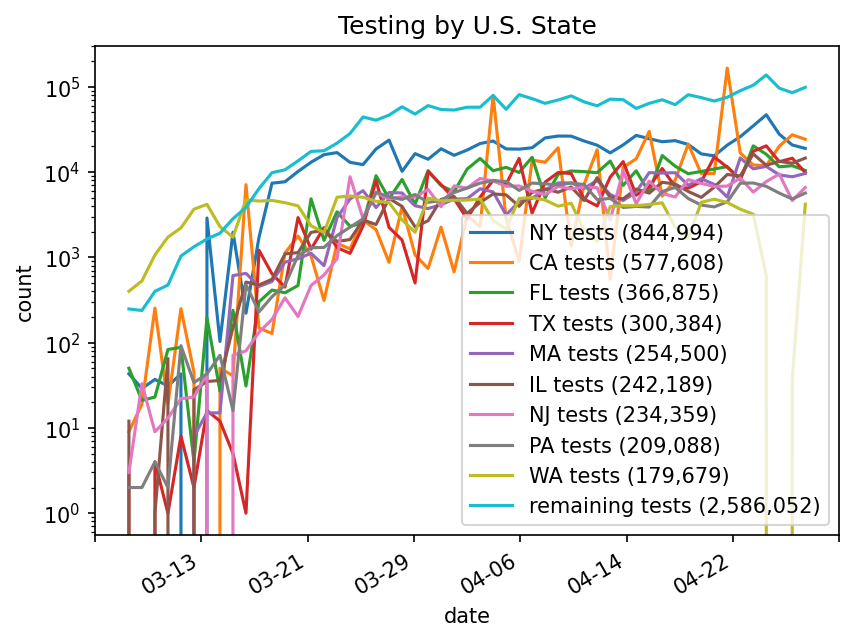 Testing by U.S. State
10^5
10^4
10^3
10^2
10^1
10^0
count
NY tests (844,994)
CA tests (577,608)
FL tests (366,875)
TX tests (300,384)
MA tests (254,500)
IL tests (242,189)
NJ tests (234,359)
PA tests (209,088)
WA tests (179,679)
remaining tests (2,586,052)
03-13
03-21
03-29
04-06
04-14
04-22
date